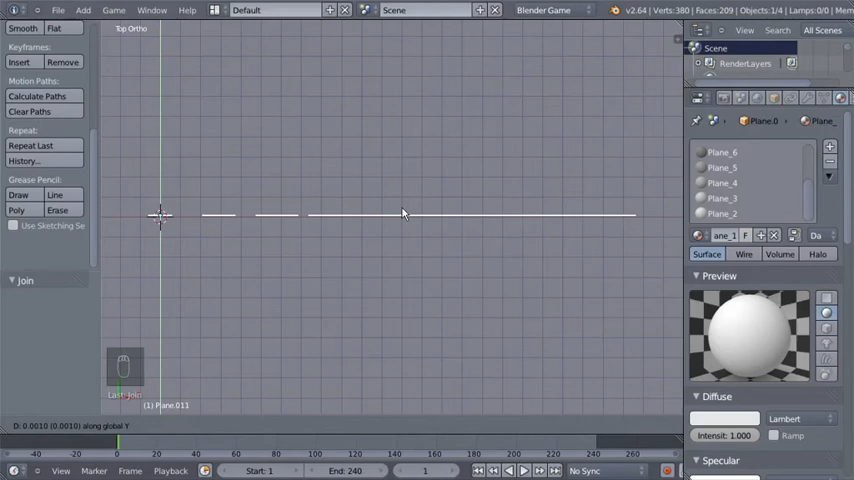 File Add Window Help Default Scene Blender Game v2.64 | Verts:380 | Faces:209 | Objects:1/4 | Lamps:0/0 | Mem
Smooth Flat
Keyframes:
Insert Remove
Motion Paths:
Calculate Paths
Clear Paths
Repeat:
Repeat Last
History...
Grease Pencil:
Draw Line
Poly Erase
Use Sketching Se
Join
Top Ortho
Last: Join
(1) Plane.011
D: 0.0010 (0.0010) along global Y
View Search All Scenes
Scene
RenderLayers
Plane.0 Plane_
Plane_6
Plane_5
Plane_4
Plane_3
Plane_2
ane_1 F Da
Surface Wire Volume Halo
Preview
Diffuse
Lambert
Intensit: 1.000 Ramp
Specular
-40 -20 0 20 40 60 80 100 120 140 160 180 200 220 240 260
View Marker Frame Playback Start: 1 End: 240 1 No Sync